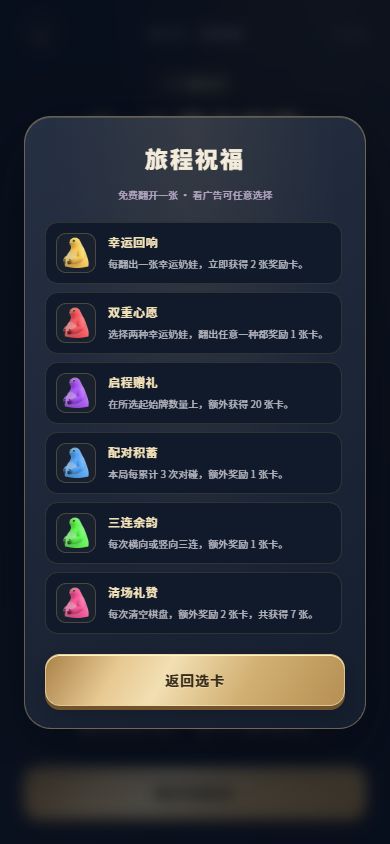 旅程祝福
免费翻开一张 · 看广告可任意选择
幸运回响
每翻出一张幸运奶娃，立即获得 2 张奖励卡。
双重心愿
选择两种幸运奶娃，翻出任意一种都奖励 1 张卡。
启程赠礼
在所选起始牌数量上，额外获得 20 张卡。
配对积蓄
本局每累计 3 次对碰，额外奖励 1 张卡。
三连余韵
每次横向或竖向三连，额外奖励 1 张卡。
清场礼赞
每次清空棋盘，额外奖励 2 张卡，共获得 7 张。
返回选卡